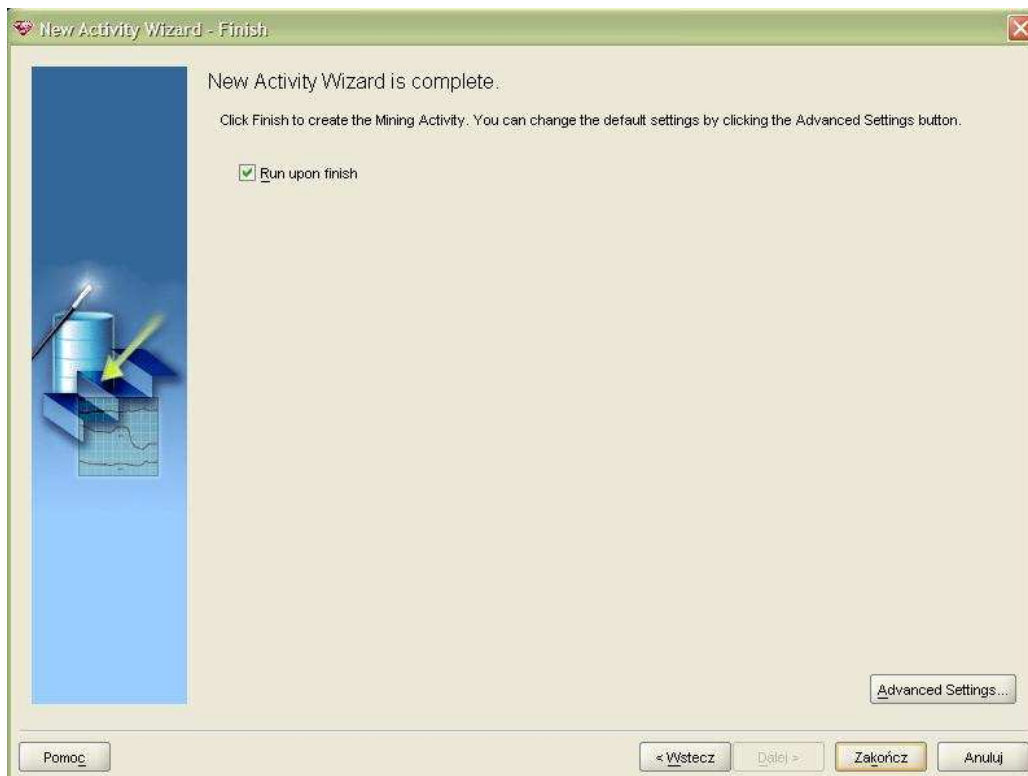 New Activity Wizard - Finish
New Activity Wizard is complete.
Click Finish to create the Mining Activity. You can change the default settings by clicking the Advanced Settings button.
Run upon finish
Advanced Settings...
Pomoc
< Wstecz
Dalej >
Zakończ
Anuluj